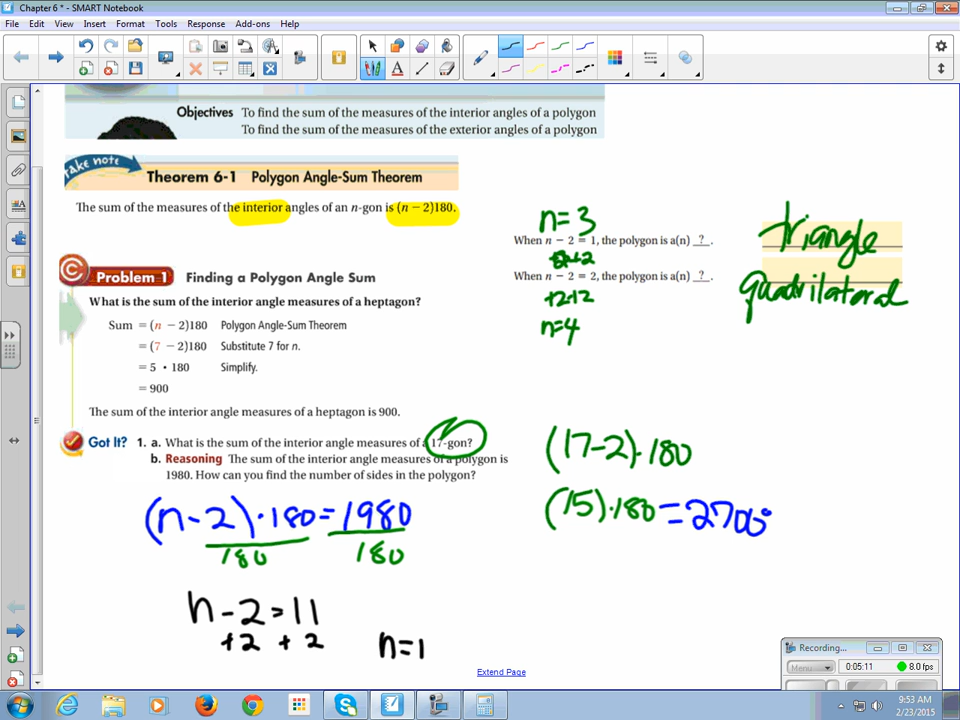 Chapter 6 * - SMART Notebook
File Edit View Insert Format Tools Response Add-ons Help
Objectives To find the sum of the measures of the interior angles of a polygon
To find the sum of the measures of the exterior angles of a polygon
Take note
Theorem 6-1 Polygon Angle-Sum Theorem
The sum of the measures of the interior angles of an n-gon is (n − 2)180.
n=3
When n − 2 = 1, the polygon is a(n) ?.
triangle
+2
When n − 2 = 2, the polygon is a(n) ?.
quadrilateral
+2 +2
n=4
C Problem 1 Finding a Polygon Angle Sum
What is the sum of the interior angle measures of a heptagon?
Sum = (n − 2)180 Polygon Angle-Sum Theorem
= (7 − 2)180 Substitute 7 for n.
= 5 • 180 Simplify.
= 900
The sum of the interior angle measures of a heptagon is 900.
Got It? 1. a. What is the sum of the interior angle measures of a 17-gon?
b. Reasoning The sum of the interior angle measures of a polygon is
1980. How can you find the number of sides in the polygon?
(17-2)·180
(15)·180=2700°
(n-2)·180=1980
180 180
n-2=11
+2 +2
n=1
Extend Page
Recording...
Menu
0:05:11 8.0 fps
9:53 AM
2/23/2015